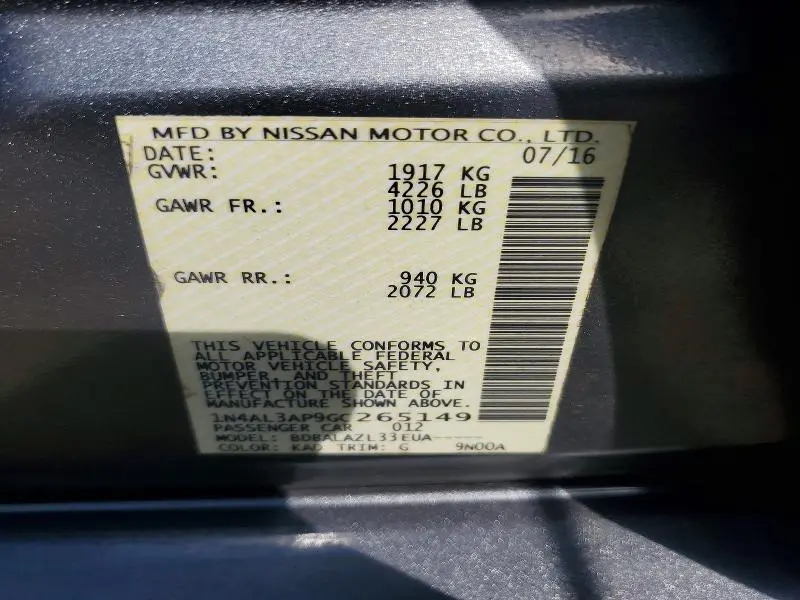 MFD BY NISSAN MOTOR CO., LTD.
DATE: 07/16
GVWR: 1917 KG
4226 LB
GAWR FR.: 1010 KG
2227 LB
GAWR RR.: 940 KG
2072 LB
THIS VEHICLE CONFORMS TO
ALL APPLICABLE FEDERAL
MOTOR VEHICLE SAFETY,
BUMPER, AND THEFT
PREVENTION STANDARDS IN
EFFECT ON THE DATE OF
MANUFACTURE SHOWN ABOVE.
1N4AL3AP9GC265149
PASSENGER CAR 012
MODEL: BDBALAZL33EUA-----
COLOR: KAD TRIM: G 9N00A